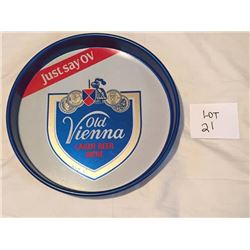 Just say OV
Old
Vienna
LAGER BEER
BIÈRE
LOT
21